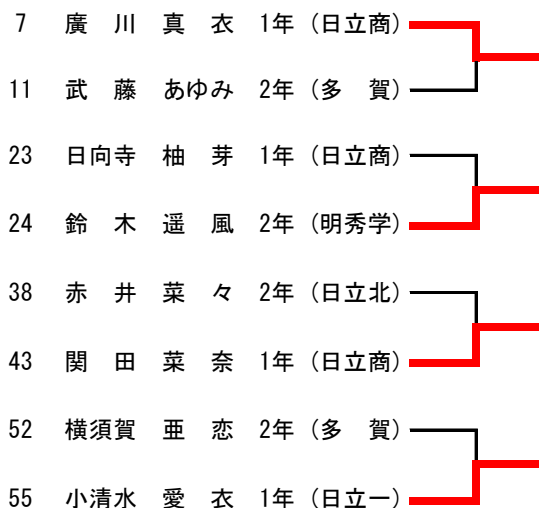 7 廣 川 真 衣 1年 (日立商)
11 武 藤 あゆみ 2年 (多 賀)
23 日向寺 柚 芽 1年 (日立商)
24 鈴 木 遥 風 2年 (明秀学)
38 赤 井 菜 々 2年 (日立北)
43 関 田 菜 奈 1年 (日立商)
52 横須賀 亜 恋 2年 (多 賀)
55 小清水 愛 衣 1年 (日立一)